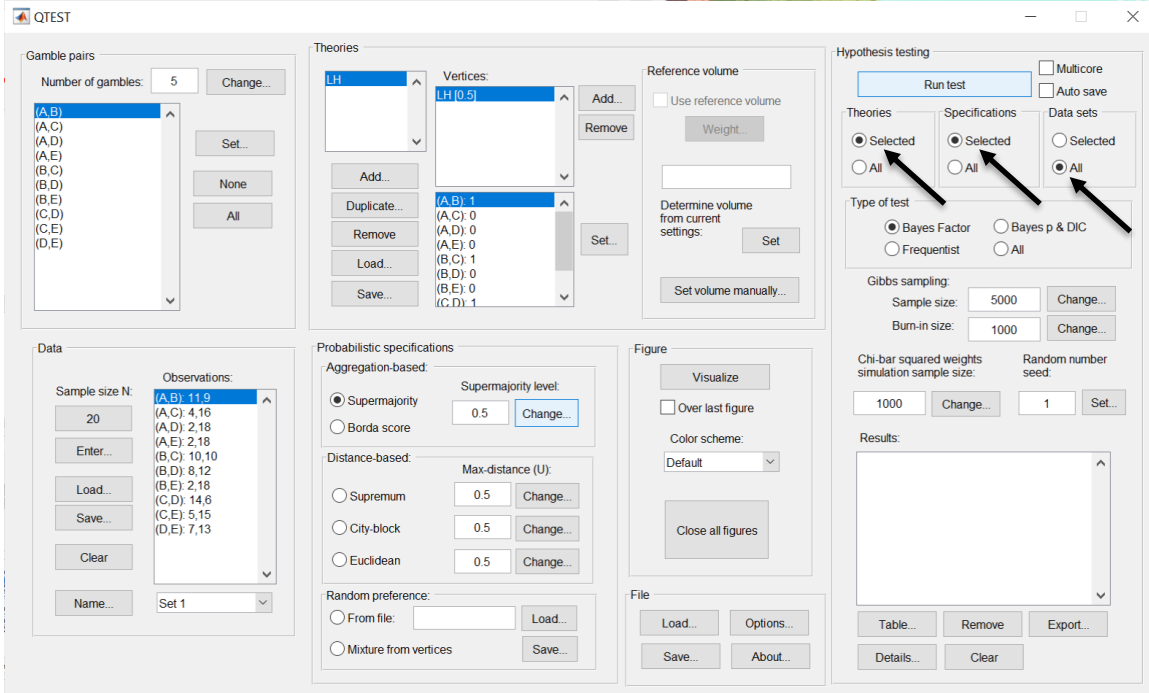 QTEST
Gamble pairs
Number of gambles: 5 Change...
(A,B)
(A,C)
(A,D)
(A,E)
(B,C)
(B,D)
(B,E)
(C,D)
(C,E)
(D,E)
Set...
None
All
Theories
LH
Vertices:
LH [0.5]
Add...
Remove
Add...
Duplicate...
Remove
Load...
Save...
(A,B): 1
(A,C): 0
(A,D): 0
(A,E): 0
(B,C): 1
(B,D): 0
(B,E): 0
(C,D): 1
Set...
Reference volume
Use reference volume
Weight...
Determine volume
from current
settings:
Set
Set volume manually...
Hypothesis testing
Run test
Multicore
Auto save
Theories
Selected
All
Specifications
Selected
All
Data sets
Selected
All
Type of test
Bayes Factor Bayes p & DIC
Frequentist All
Gibbs sampling:
Sample size: 5000 Change...
Burn-in size: 1000 Change...
Chi-bar squared weights
simulation sample size:
1000 Change...
Random number
seed:
1 Set...
Results:
Table... Remove Export...
Details... Clear
Data
Sample size N:
20
Enter...
Load...
Save...
Clear
Name... Set 1
Observations:
(A,B): 11,9
(A,C): 4,16
(A,D): 2,18
(A,E): 2,18
(B,C): 10,10
(B,D): 8,12
(B,E): 2,18
(C,D): 14,6
(C,E): 5,15
(D,E): 7,13
Probabilistic specifications
Aggregation-based:
Supermajority level:
Supermajority 0.5 Change...
Borda score
Distance-based:
Max-distance (U):
Supremum 0.5 Change...
City-block 0.5 Change...
Euclidean 0.5 Change...
Random preference:
From file: Load...
Mixture from vertices Save...
Figure
Visualize
Over last figure
Color scheme:
Default
Close all figures
File
Load... Options...
Save... About...